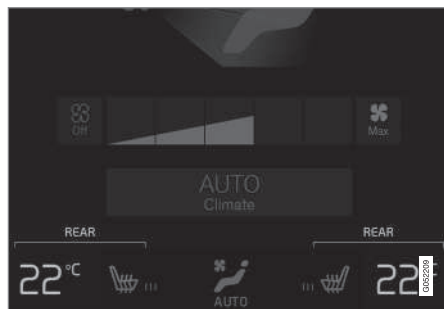 Off Max
AUTO
Climate
REAR REAR
22°C 22°
AUTO
G052209